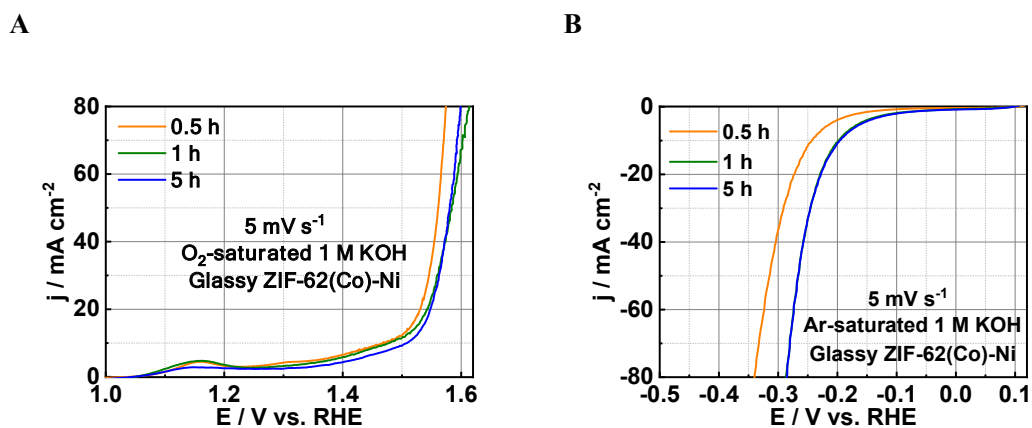 A
B
80
60
40
20
0
j / mA cm⁻²
0.5 h
1 h
5 h
5 mV s⁻¹
O₂-saturated 1 M KOH
Glassy ZIF-62(Co)-Ni
1.0 1.2 1.4 1.6
E / V vs. RHE
0
-20
-40
-60
-80
j / mA cm⁻²
0.5 h
1 h
5 h
5 mV s⁻¹
Ar-saturated 1 M KOH
Glassy ZIF-62(Co)-Ni
-0.5 -0.4 -0.3 -0.2 -0.1 0.0 0.1
E / V vs. RHE